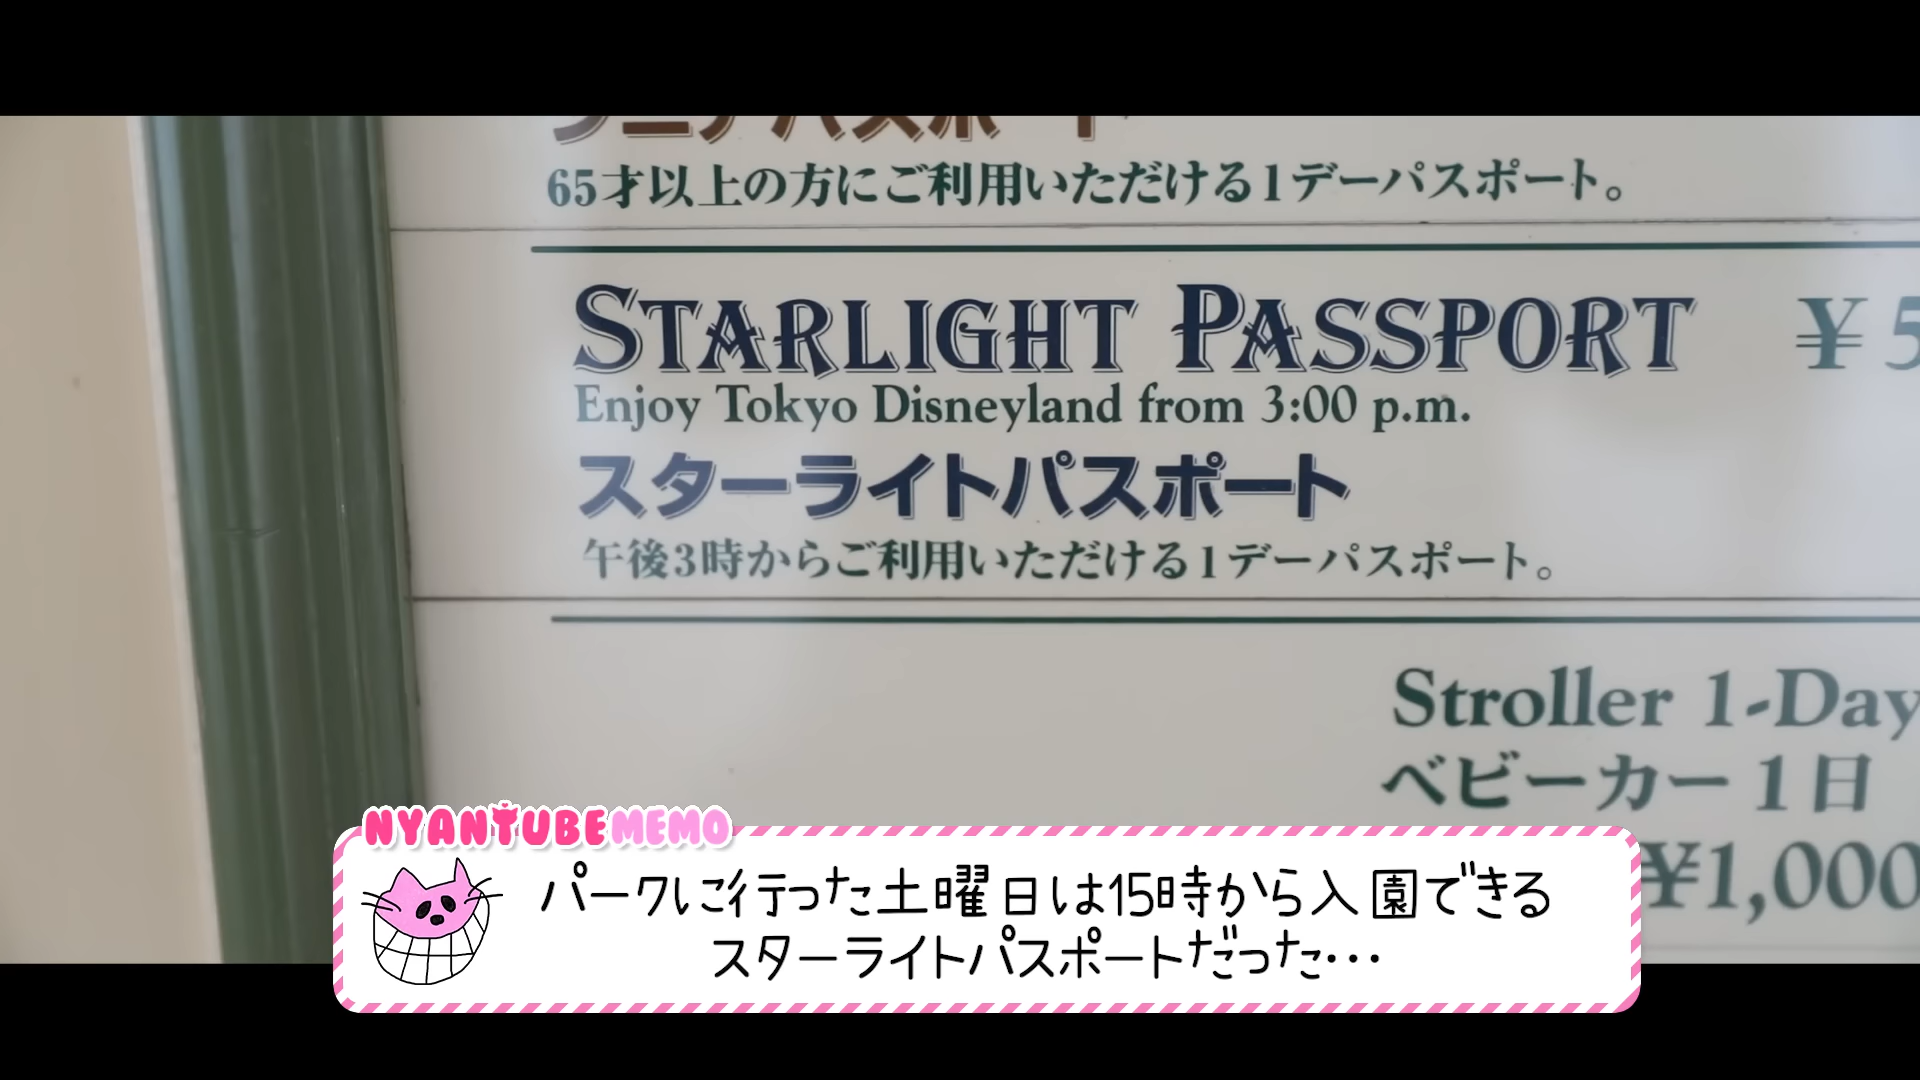 65才以上の方にご利用いただける1デーパスポート。
STARLIGHT PASSPORT ¥5
Enjoy Tokyo Disneyland from 3:00 p.m.
スターライトパスポート
午後3時からご利用いただける1デーパスポート。
Stroller 1-Day
ベビーカー1日
¥1,000
NYANTUBEMEMO
パークに行った土曜日は15時から入園できる
スターライトパスポートだった・・・